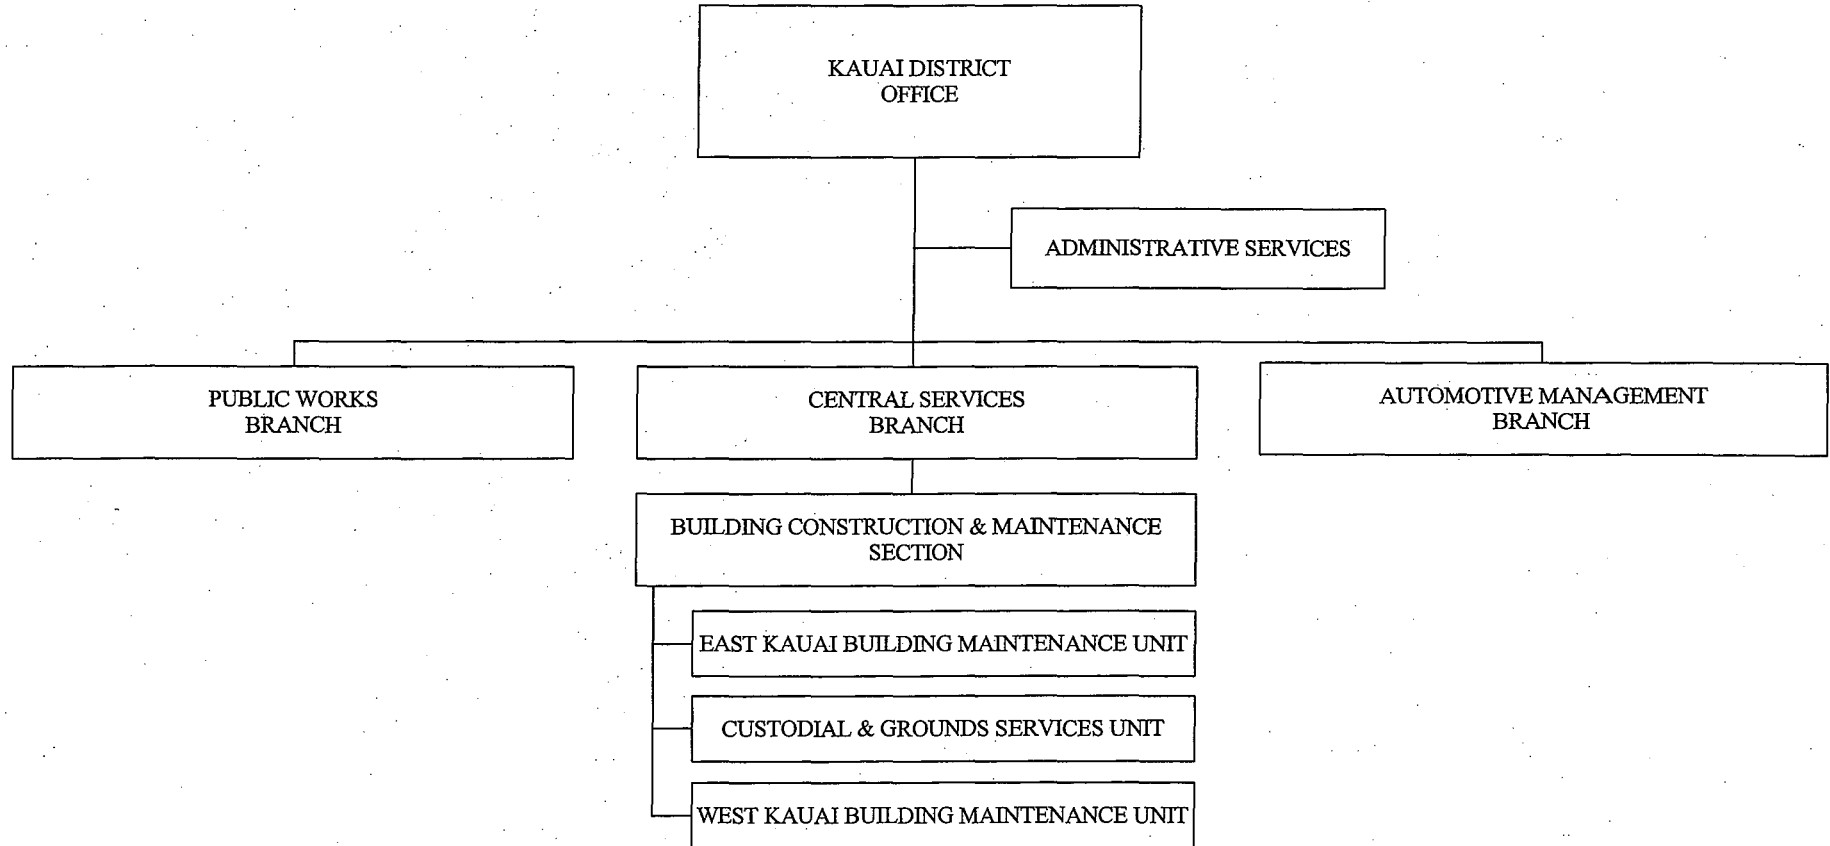 KAUAI DISTRICT
OFFICE
ADMINISTRATIVE SERVICES
PUBLIC WORKS
BRANCH
CENTRAL SERVICES
BRANCH
AUTOMOTIVE MANAGEMENT
BRANCH
BUILDING CONSTRUCTION & MAINTENANCE
SECTION
EAST KAUAI BUILDING MAINTENANCE UNIT
CUSTODIAL & GROUNDS SERVICES UNIT
WEST KAUAI BUILDING MAINTENANCE UNIT